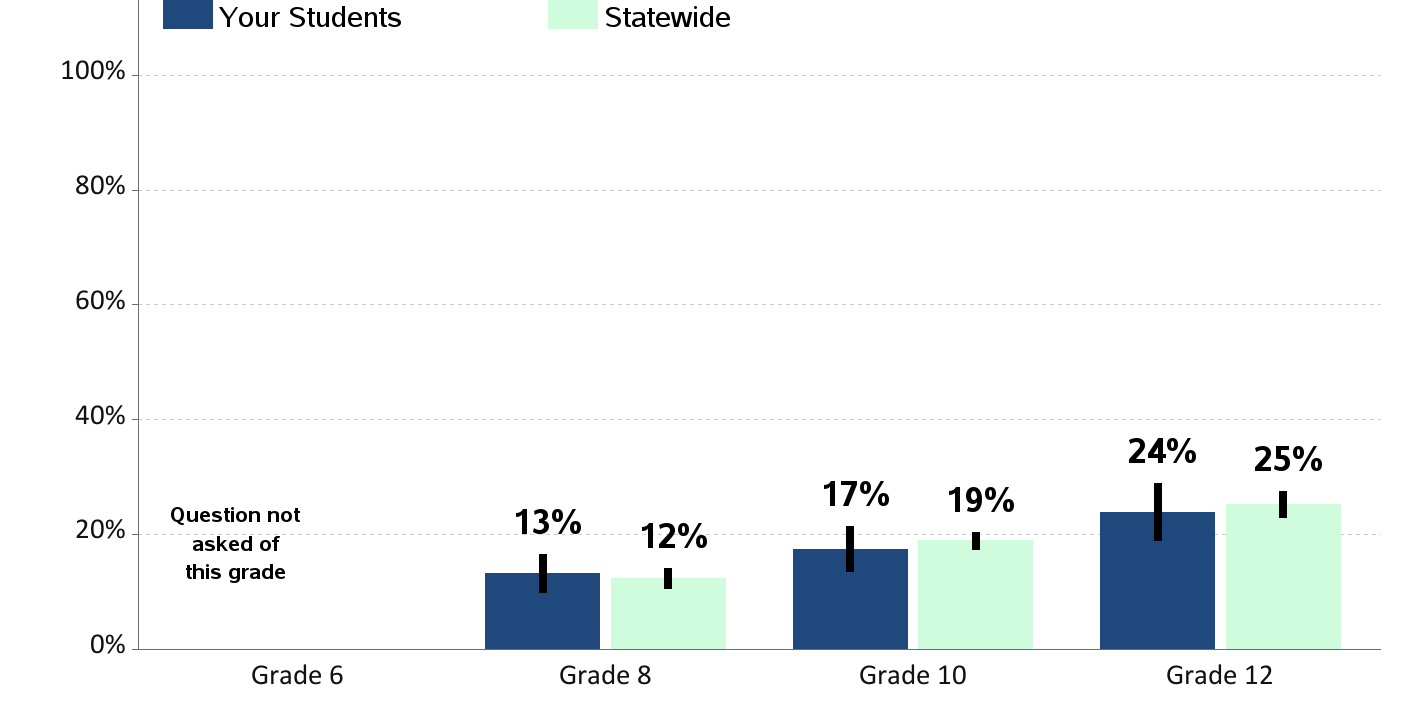 Your Students
Statewide
100%
80%
60%
40%
20%
0%
Question not
asked of
this grade
13%
12%
17%
19%
24%
25%
Grade 6
Grade 8
Grade 10
Grade 12